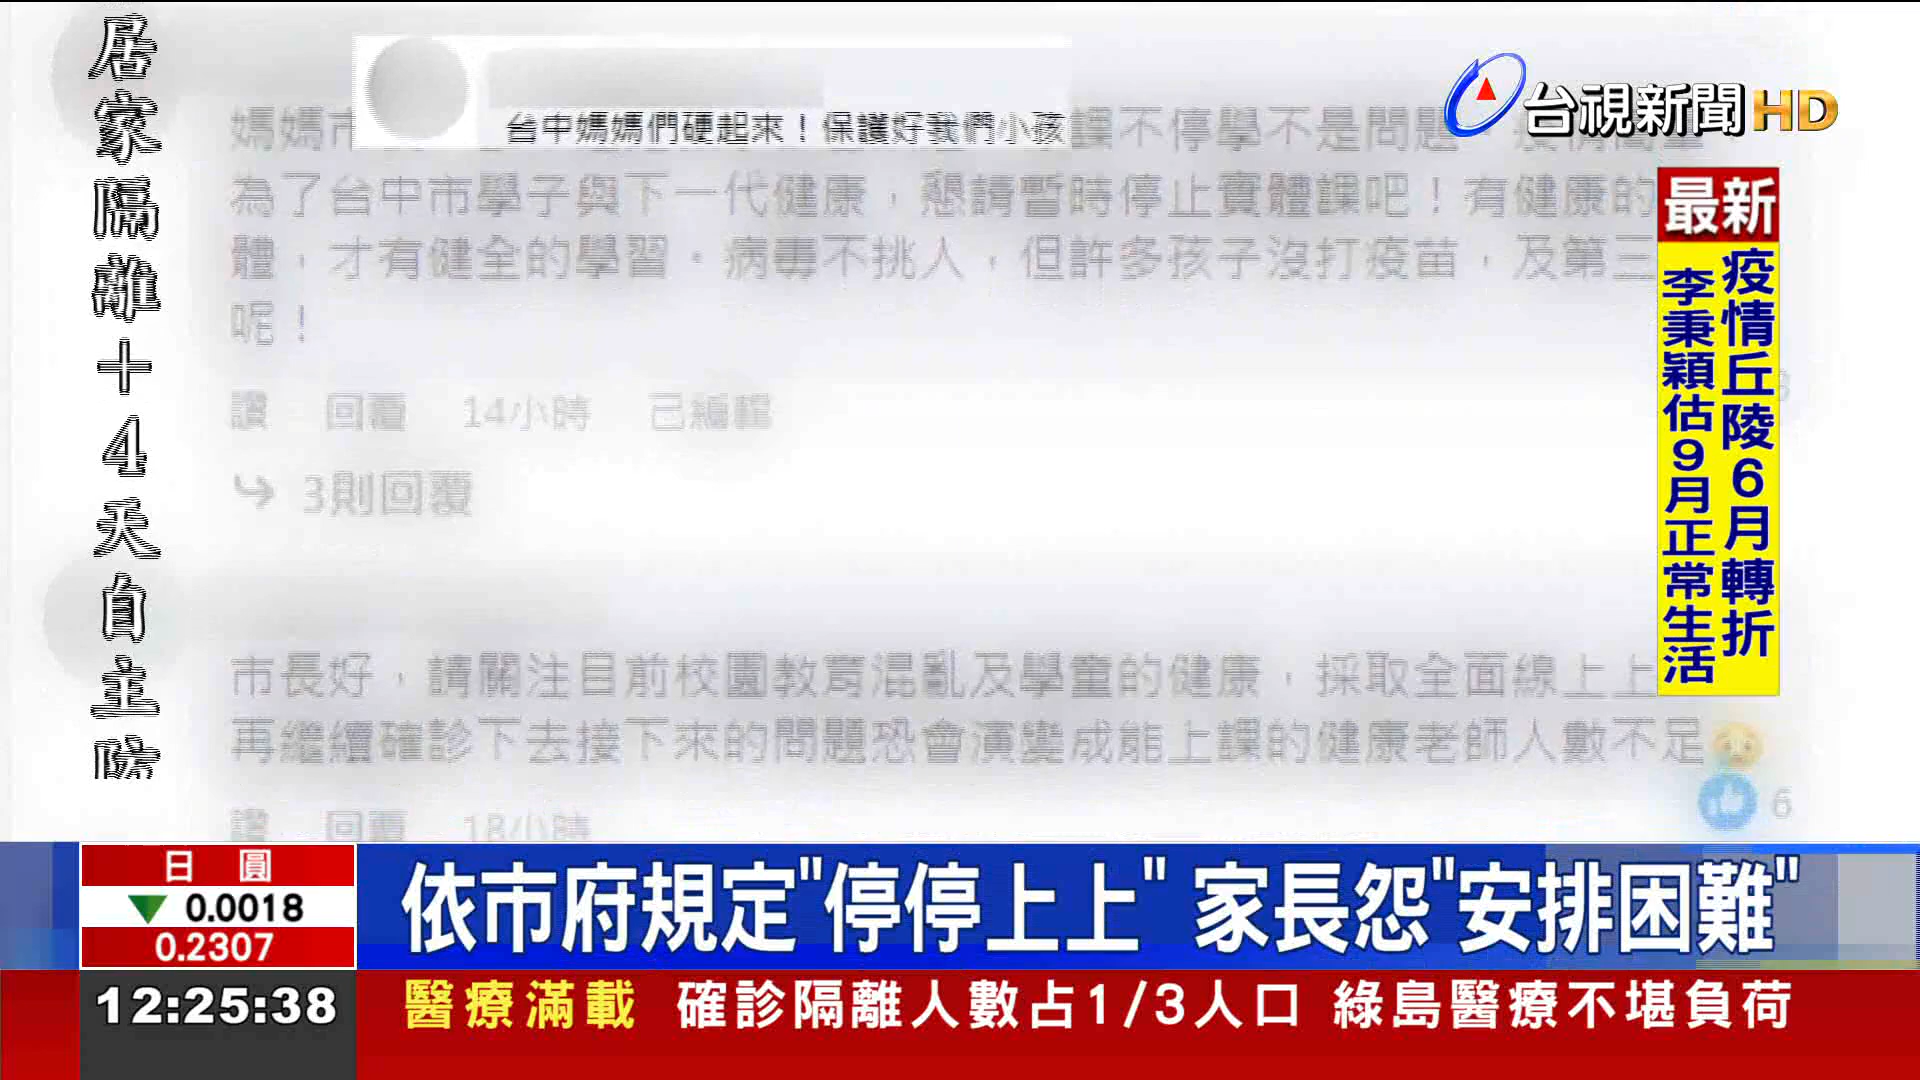 居家隔離+4天自主防
台中媽媽們硬起來！保護好我們小孩
媽媽市
課不停學不是問題
為了台中市學子與下一代健康，懇請暫時停止實體課吧！有健康的
體，才有健全的學習。病毒不挑人，但許多孩子沒打疫苗，及第三
呢！
讚 回覆 14小時 已編輯
3則回覆
市長好，請關注目前校園教育混亂及學童的健康，採取全面線上上
再繼續確診下去接下來的問題恐會演變成能上課的健康老師人數不足
6
讚 回覆 18小時
台視新聞HD
最新
疫情丘陵6月轉折
李秉穎估9月正常生活
日圓
▼ 0.0018
0.2307
12:25:38
依市府規定"停停上上" 家長怨"安排困難"
醫療滿載 確診隔離人數占1/3人口 綠島醫療不堪負荷